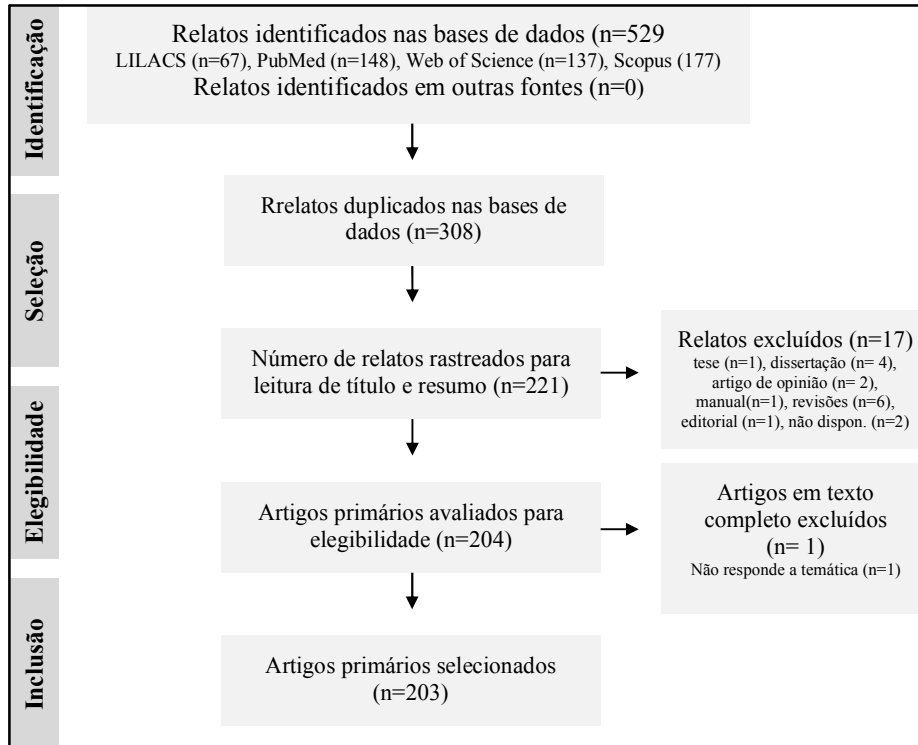 Identificação
Relatos identificados nas bases de dados (n=529
LILACS (n=67), PubMed (n=148), Web of Science (n=137), Scopus (177)
Relatos identificados em outras fontes (n=0)
Seleção
Rrelatos duplicados nas bases de
dados (n=308)
Número de relatos rastreados para
leitura de título e resumo (n=221)
Relatos excluídos (n=17)
tese (n=1), dissertação (n= 4),
artigo de opinião (n= 2),
manual(n=1), revisões (n=6),
editorial (n=1), não dispon. (n=2)
Elegibilidade
Artigos primários avaliados para
elegibilidade (n=204)
Artigos em texto
completo excluídos
(n= 1)
Não responde a temática (n=1)
Inclusão
Artigos primários selecionados
(n=203)